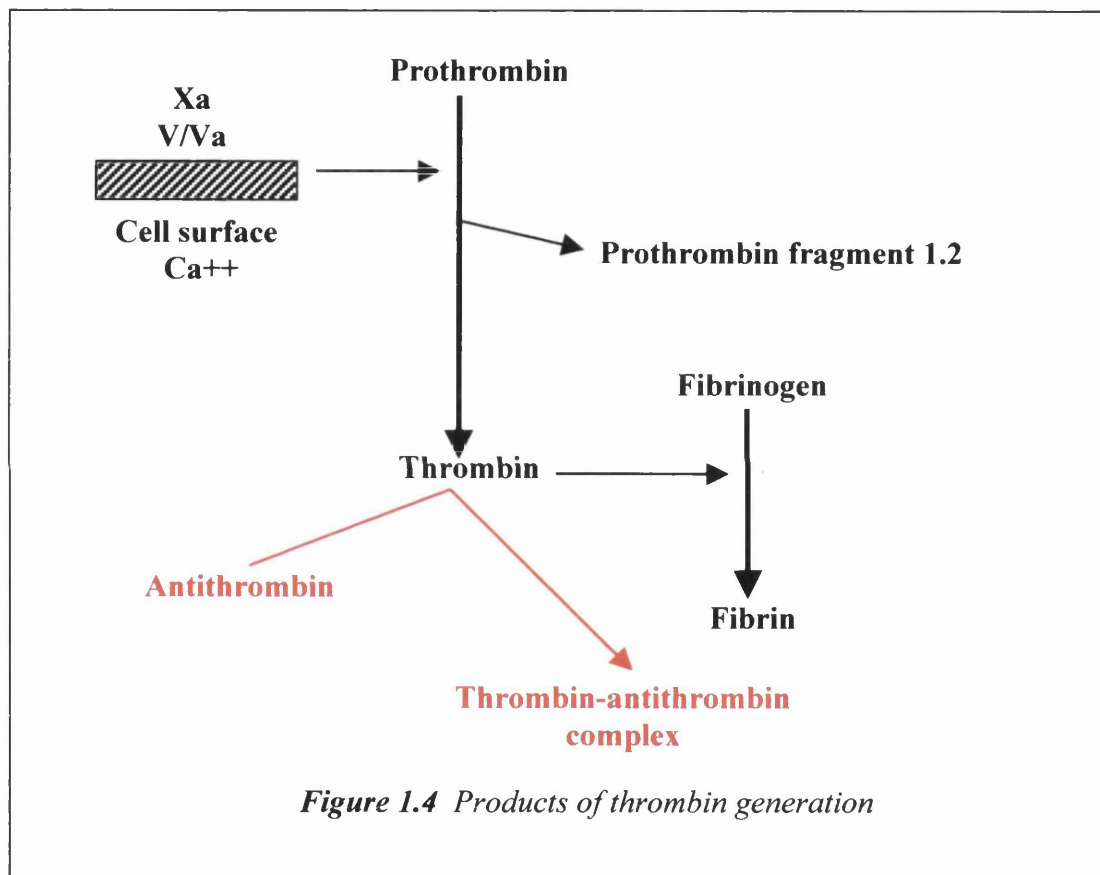 Prothrombin
Xa
V/Va
Cell surface
Ca++
Prothrombin fragment 1.2
Fibrinogen
Thrombin
Antithrombin
Fibrin
Thrombin-antithrombin
complex
Figure 1.4 Products of thrombin generation